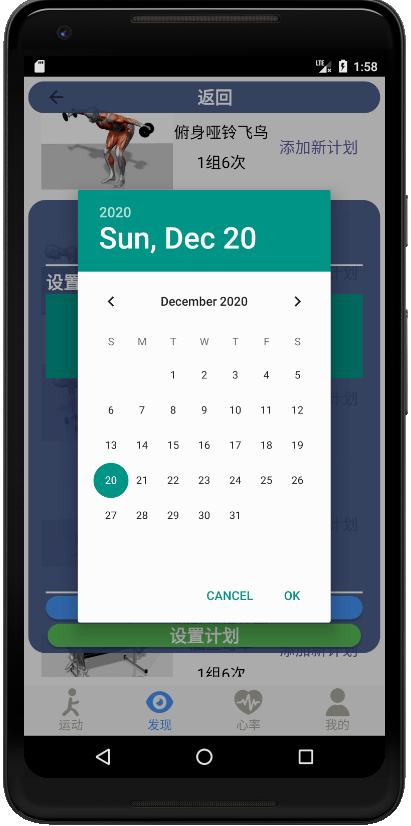 LTE 1:58
返回
俯身哑铃飞鸟
1组6次
添加新计划
2020
Sun, Dec 20
设置
December 2020
S M T W T F S
1 2 3 4 5
6 7 8 9 10 11 12
13 14 15 16 17 18 19
20 21 22 23 24 25 26
27 28 29 30 31
CANCEL OK
设置计划
添加新计划
1组6次
运动 发现 心率 我的